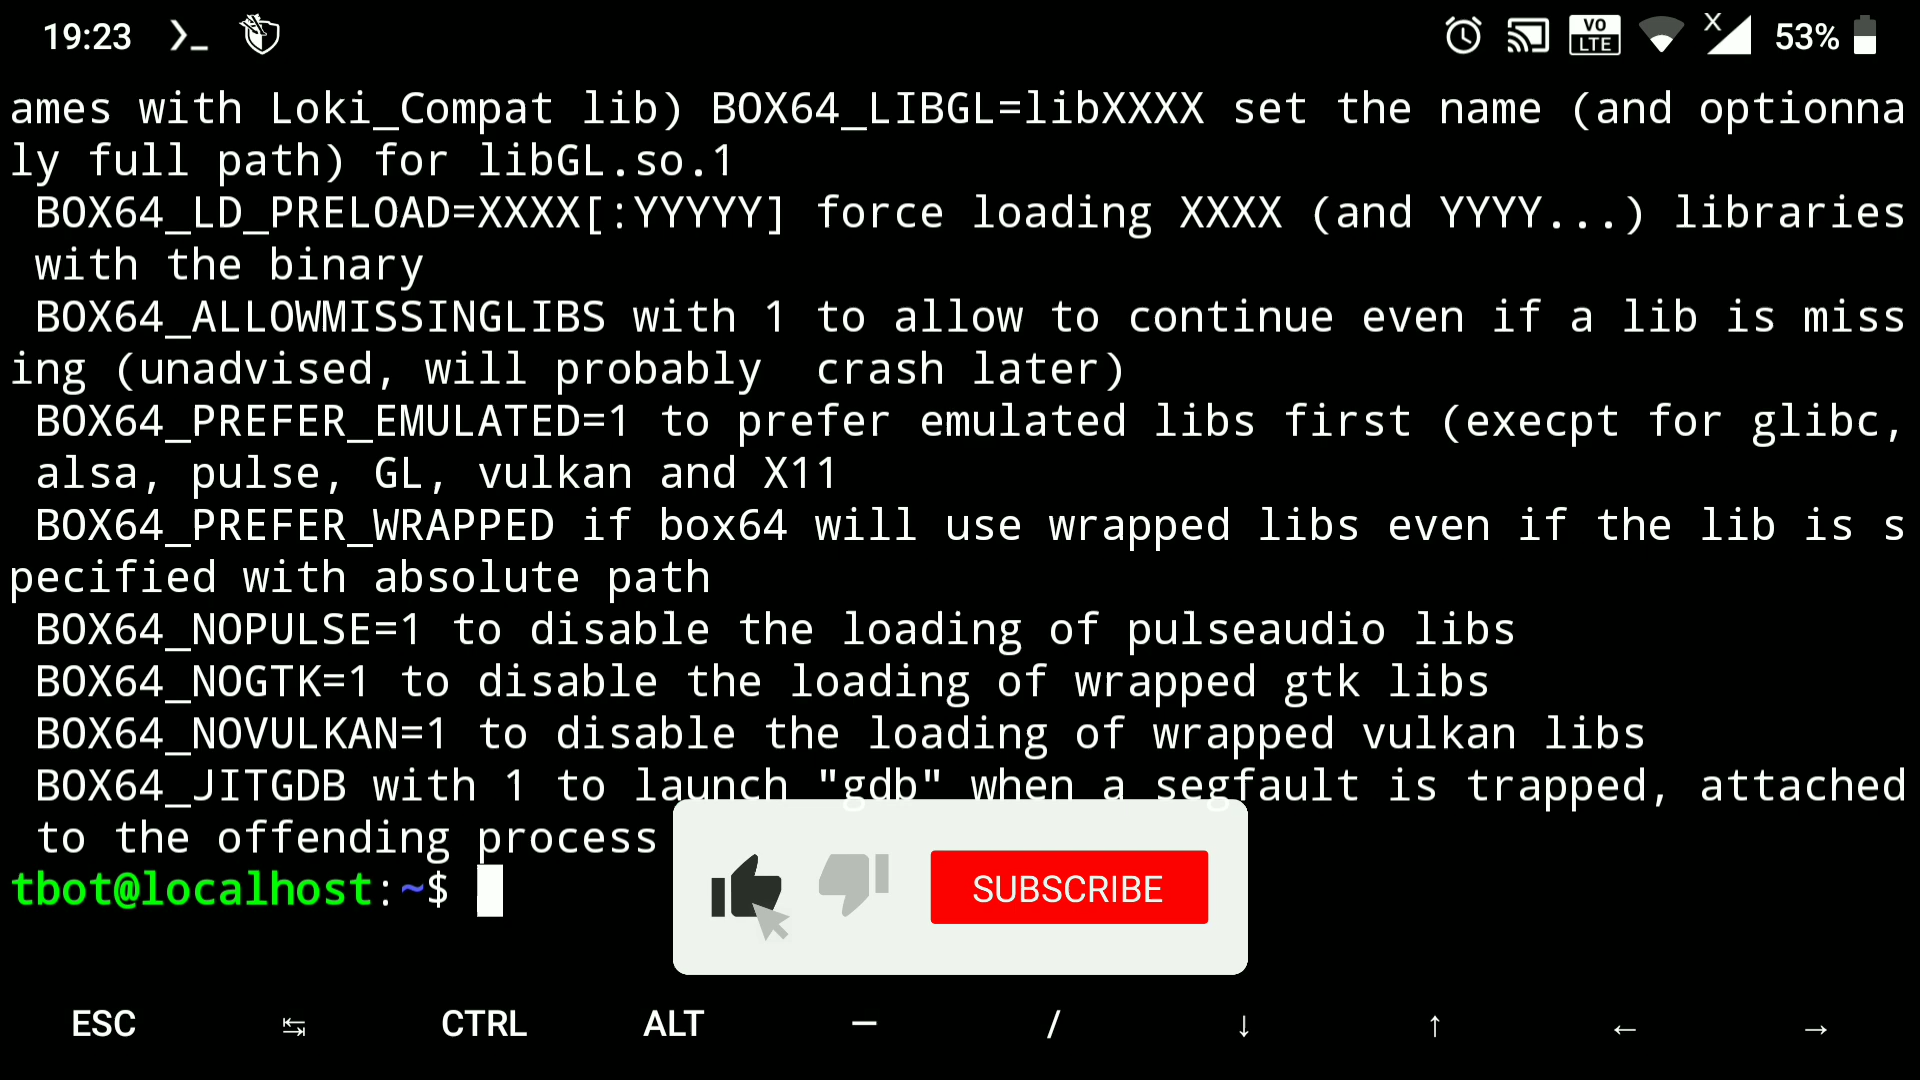 19:23
VO LTE
X
53%
ames with Loki_Compat lib) BOX64_LIBGL=libXXXX set the name (and optionna
ly full path) for libGL.so.1
BOX64_LD_PRELOAD=XXXX[:YYYYY] force loading XXXX (and YYYY...) libraries
with the binary
BOX64_ALLOWMISSINGLIBS with 1 to allow to continue even if a lib is miss
ing (unadvised, will probably  crash later)
BOX64_PREFER_EMULATED=1 to prefer emulated libs first (execpt for glibc,
alsa, pulse, GL, vulkan and X11
BOX64_PREFER_WRAPPED if box64 will use wrapped libs even if the lib is s
pecified with absolute path
BOX64_NOPULSE=1 to disable the loading of pulseaudio libs
BOX64_NOGTK=1 to disable the loading of wrapped gtk libs
BOX64_NOVULKAN=1 to disable the loading of wrapped vulkan libs
BOX64_JITGDB with 1 to launch "gdb" when a segfault is trapped, attached
to the offending process
tbot@localhost:~$
SUBSCRIBE
ESC ↹ CTRL ALT — / ↓ ↑ ← →